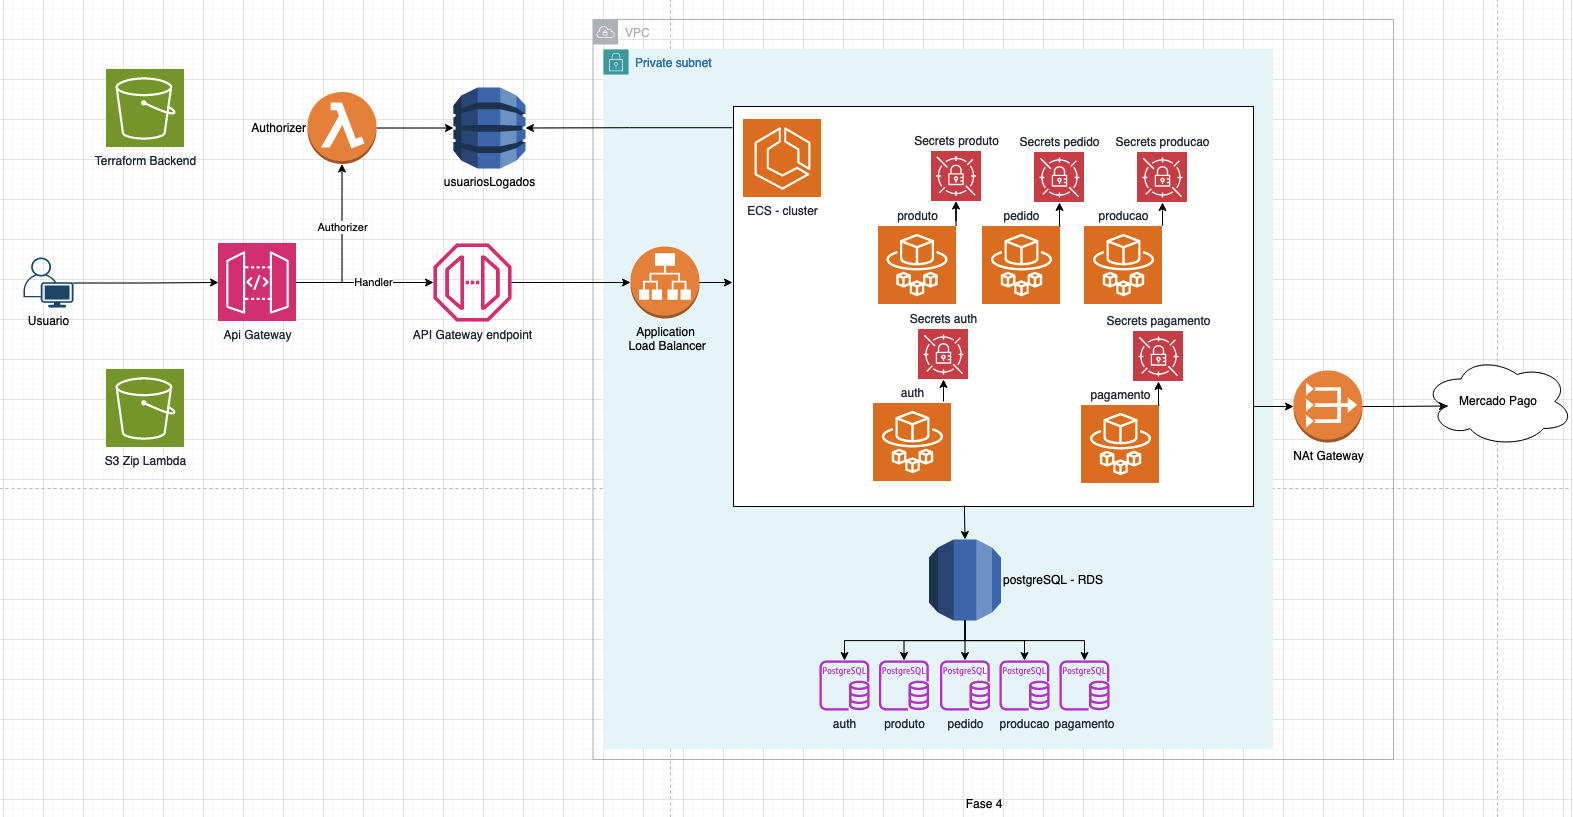 VPC
Private subnet
Terraform Backend
Authorizer
usuariosLogados
Authorizer
Usuario
Api Gateway
Handler
API Gateway endpoint
S3 Zip Lambda
Application
Load Balancer
ECS - cluster
Secrets produto
Secrets pedido
Secrets producao
produto
pedido
producao
Secrets auth
Secrets pagamento
auth
pagamento
NAt Gateway
Mercado Pago
postgreSQL - RDS
PostgreSQL
PostgreSQL
PostgreSQL
PostgreSQL
PostgreSQL
auth
produto
pedido
producao
pagamento
Fase 4